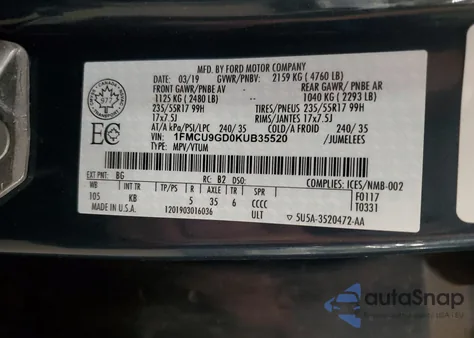 MFD. BY FORD MOTOR COMPANY
DATE: 03/19 GVWR/PNBV: 2159 KG ( 4760 LB)
FRONT GAWR/ PNBE AV REAR GAWR/ PNBE AR
1125 KG ( 2480 LB) 1040 KG ( 2293 LB)
235/55R17 99H TIRES/PNEUS 235/55R17 99H
17x7.5J RIMS/JANTES 17x7.5J
AT/A kPa/PSI/LPC 240/ 35 COLD/A FROID 240/ 35
VIN: 1FMCU9GD0KUB35520 /JUMELEES
TYPE: MPV/VTUM
EC
977
EXT PNT: BG RC: B2 DSO: COMPLIES: ICES/NMB-002
WB INT TR TP/PS R AXLE TR SPR F0117
105 KB 5 35 6 CCCC T0331
MADE IN U.S.A. 1201903016036 ULT 5U5A-3520472-AA
autoSnap